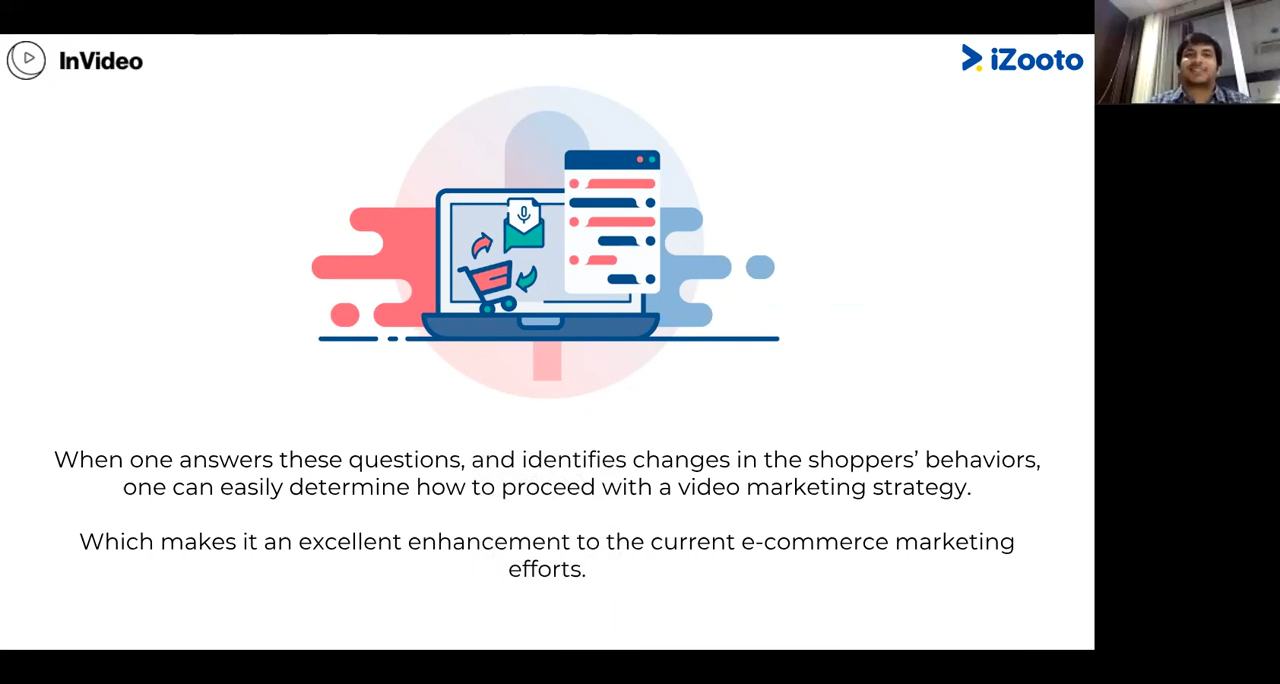 InVideo
iZooto
When one answers these questions, and identifies changes in the shoppers’ behaviors,
one can easily determine how to proceed with a video marketing strategy.
Which makes it an excellent enhancement to the current e-commerce marketing
efforts.